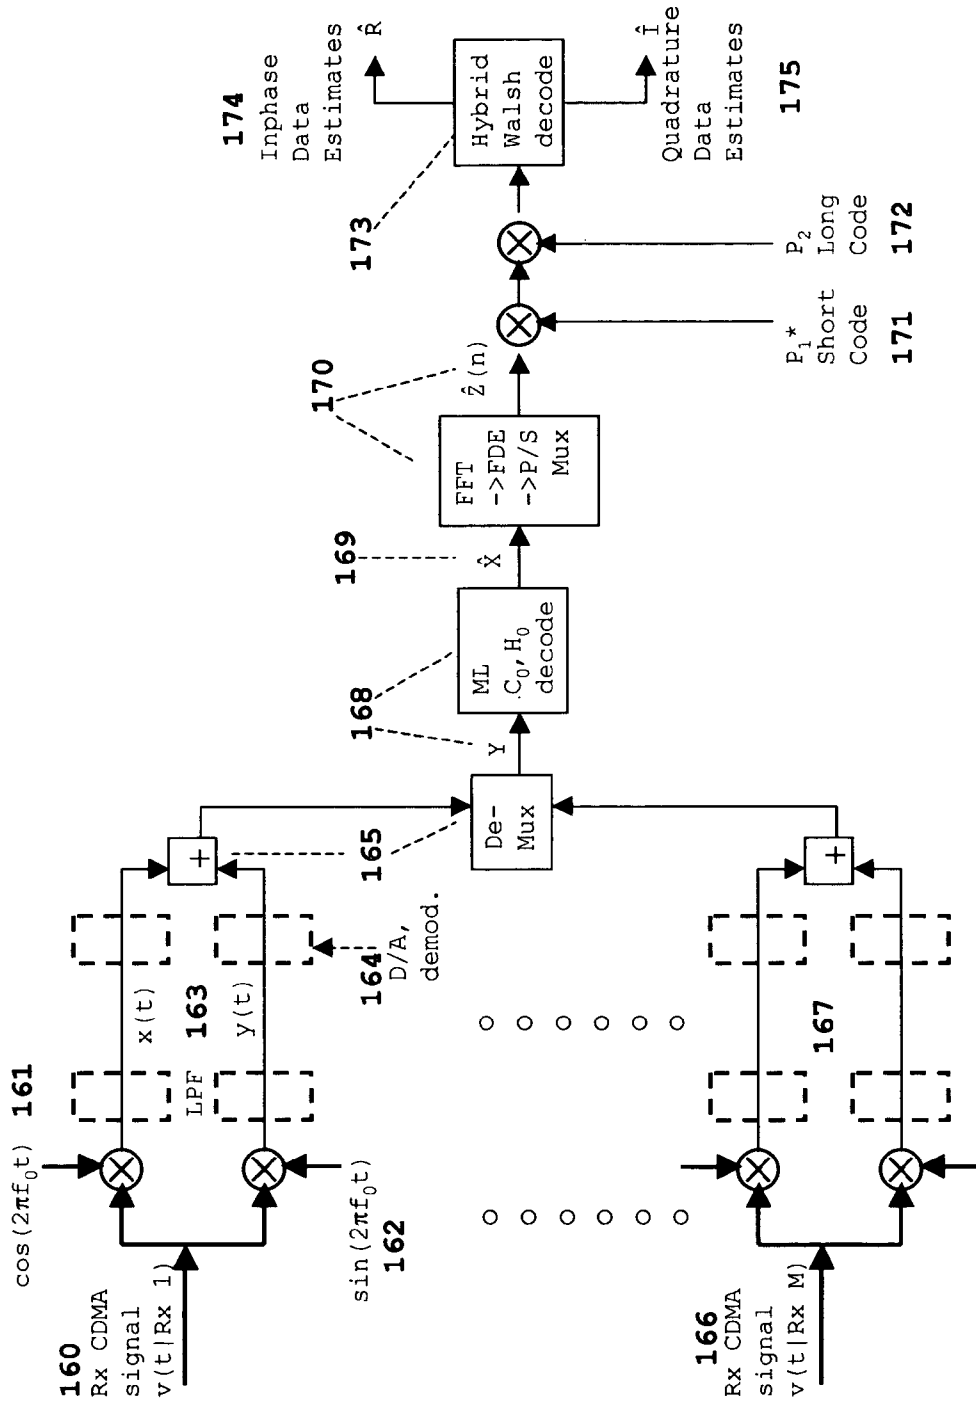 160
Rx CDMA
signal
v(t|Rx 1)
cos(2πf₀t)
161
sin(2πf₀t)
162
LPF
x(t)
163
y(t)
164
D/A,
demod.
+
165
De-
Mux
166
Rx CDMA
signal
v(t|Rx M)
167
+
168
Y
ML
.C₀,H₀
decode
169
X̂
170
FFT
->FDE
->P/S
Mux
Ẑ(n)
P₁*
Short
Code
171
P₂
Long
Code
172
173
Hybrid
Walsh
decode
174
Inphase
Data
Estimates
R̂
Î
Quadrature
Data
Estimates
175